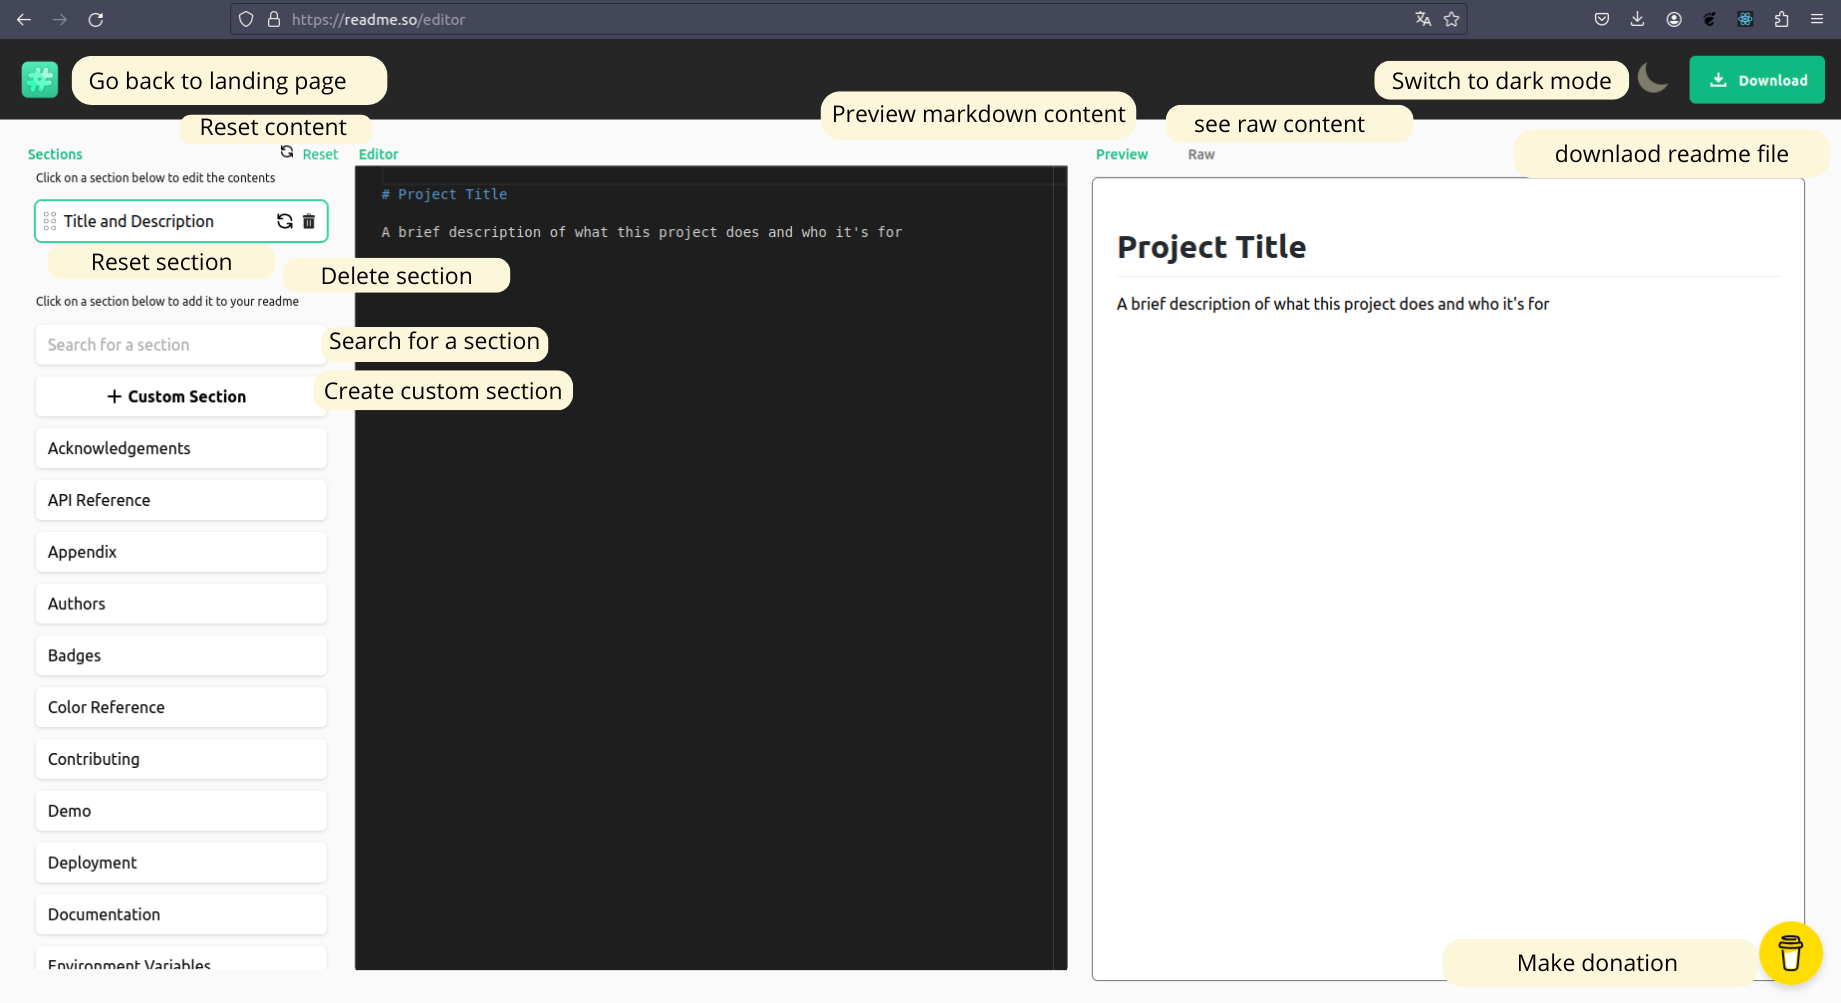 https://readme.so/editor
Go back to landing page
Switch to dark mode
Download
Preview markdown content
see raw content
Reset content
downlaod readme file
Sections
Reset
Editor
Preview
Raw
Click on a section below to edit the contents
# Project Title
Title and Description
A brief description of what this project does and who it's for
Project Title
Reset section
Delete section
Click on a section below to add it to your readme
A brief description of what this project does and who it's for
Search for a section
Search for a section
+ Custom Section
Create custom section
Acknowledgements
API Reference
Appendix
Authors
Badges
Color Reference
Contributing
Demo
Deployment
Documentation
Environment Variables
Make donation